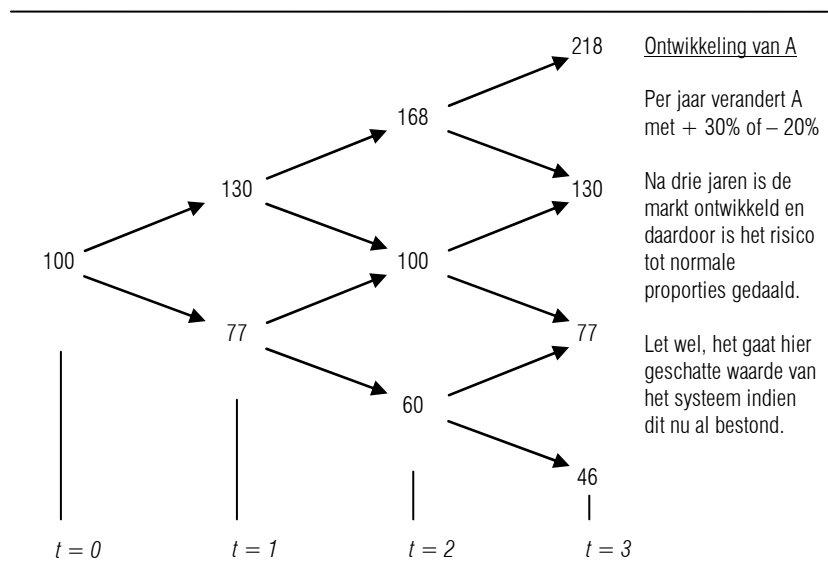 218
Ontwikkeling van A
168
Per jaar verandert A
met + 30% of – 20%
130
130
Na drie jaren is de
markt ontwikkeld en
daardoor is het risico
tot normale
proporties gedaald.
100
100
77
77
Let wel, het gaat hier
geschatte waarde van
het systeem indien
dit nu al bestond.
60
46
t = 0
t = 1
t = 2
t = 3